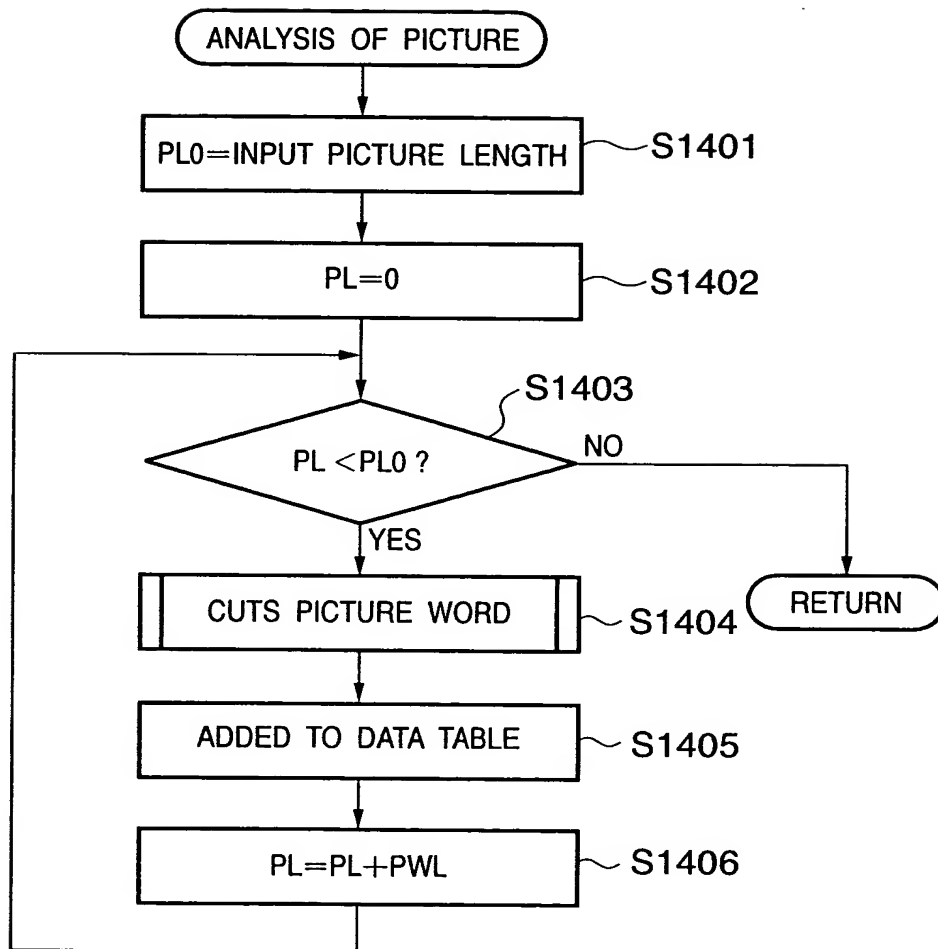 ANALYSIS OF PICTURE
PL0=INPUT PICTURE LENGTH
S1401
PL=0
S1402
S1403
PL<PL0?
NO
YES
CUTS PICTURE WORD
S1404
RETURN
ADDED TO DATA TABLE
S1405
PL=PL+PWL
S1406